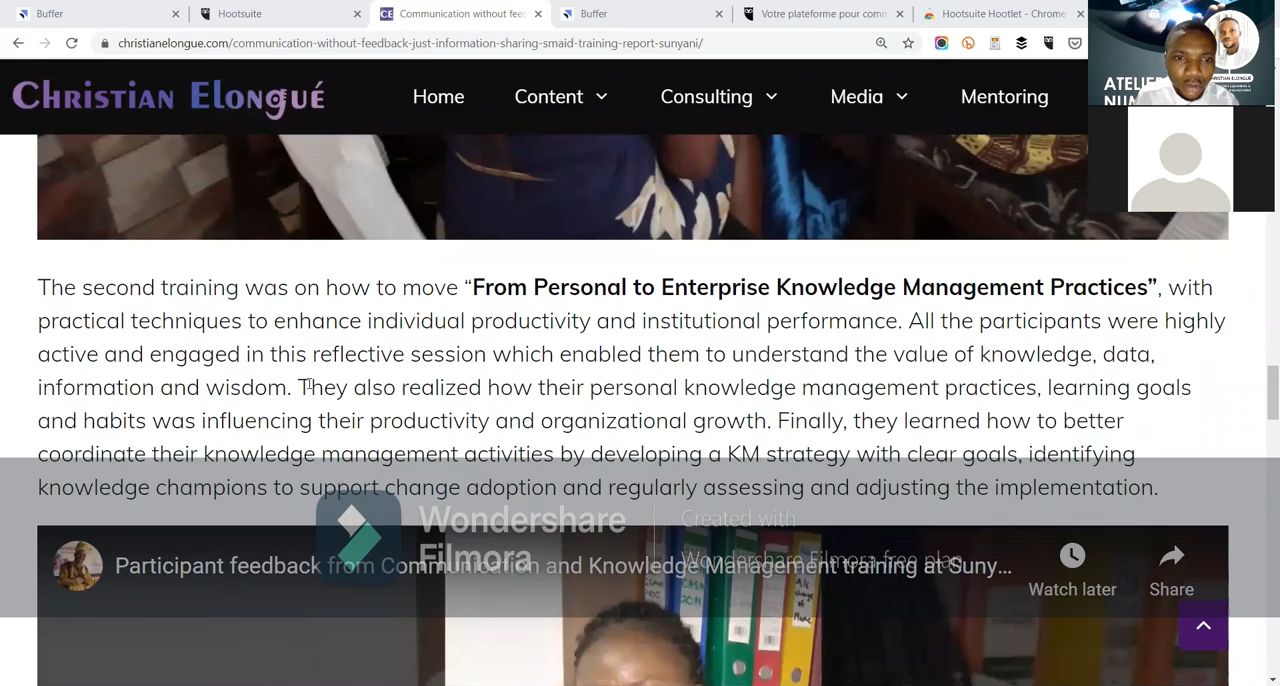 Buffer
Hootsuite
Communication without fee
Buffer
Votre plateforme pour comm
Hootsuite Hootlet - Chrome
christianelongue.com/communication-without-feedback-just-information-sharing-smaid-training-report-sunyani/
CHRISTIAN ELONGUÉ
Home
Content
Consulting
Media
Mentoring
ATELIE
NUM
The second training was on how to move “From Personal to Enterprise Knowledge Management Practices”, with
practical techniques to enhance individual productivity and institutional performance. All the participants were highly
active and engaged in this reflective session which enabled them to understand the value of knowledge, data,
information and wisdom. They also realized how their personal knowledge management practices, learning goals
and habits was influencing their productivity and organizational growth. Finally, they learned how to better
coordinate their knowledge management activities by developing a KM strategy with clear goals, identifying
knowledge champions to support change adoption and regularly assessing and adjusting the implementation.
Wondershare
Filmora
Created with
Wondershare Filmora free plan
Participant feedback from Communication and Knowledge Management training at Suny...
Watch later
Share